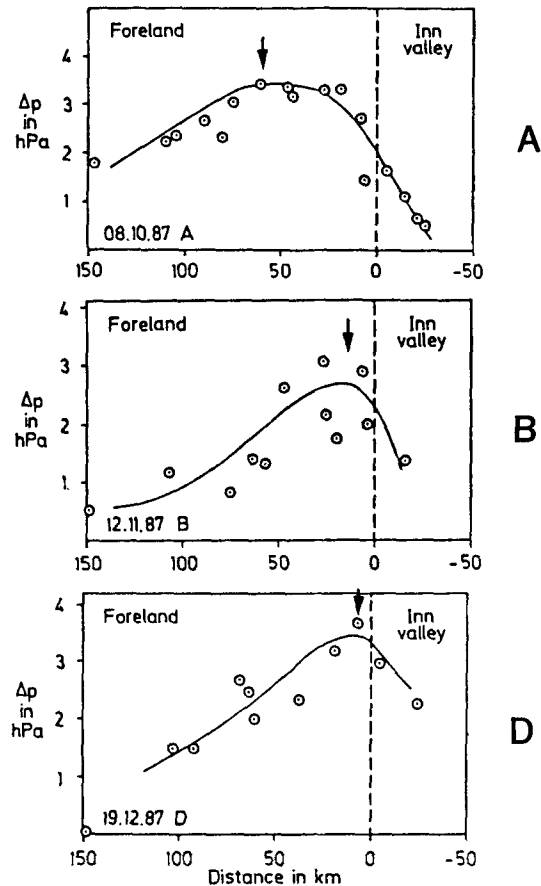 Foreland
Inn
valley
4
3
2
1
Δp
in
hPa
A
08.10.87 A
150
100
50
0
-50
Foreland
Inn
valley
4
3
2
1.
Δp
in
hPa
B
12.11.87 B
150
100
50
0
-50
Foreland
Inn
valley
4
3
2
1
Δp
in
hPa
D
19.12.87 D
150
100
50
0
-50
Distance in km